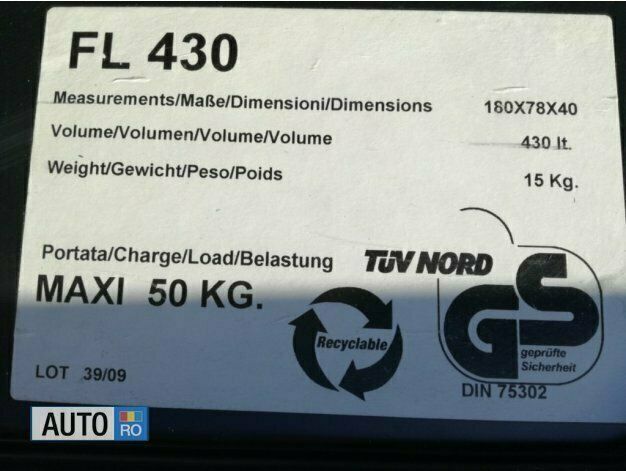 FL 430
Measurements/Maße/Dimensioni/Dimensions 180X78X40
Volume/Volumen/Volume/Volume 430 lt.
Weight/Gewicht/Peso/Poids 15 Kg.
Portata/Charge/Load/Belastung
MAXI 50 KG.
TÜV NORD
GS
geprüfte
Sicherheit
Recyclable
DIN 75302
LOT 39/09
AUTO RO